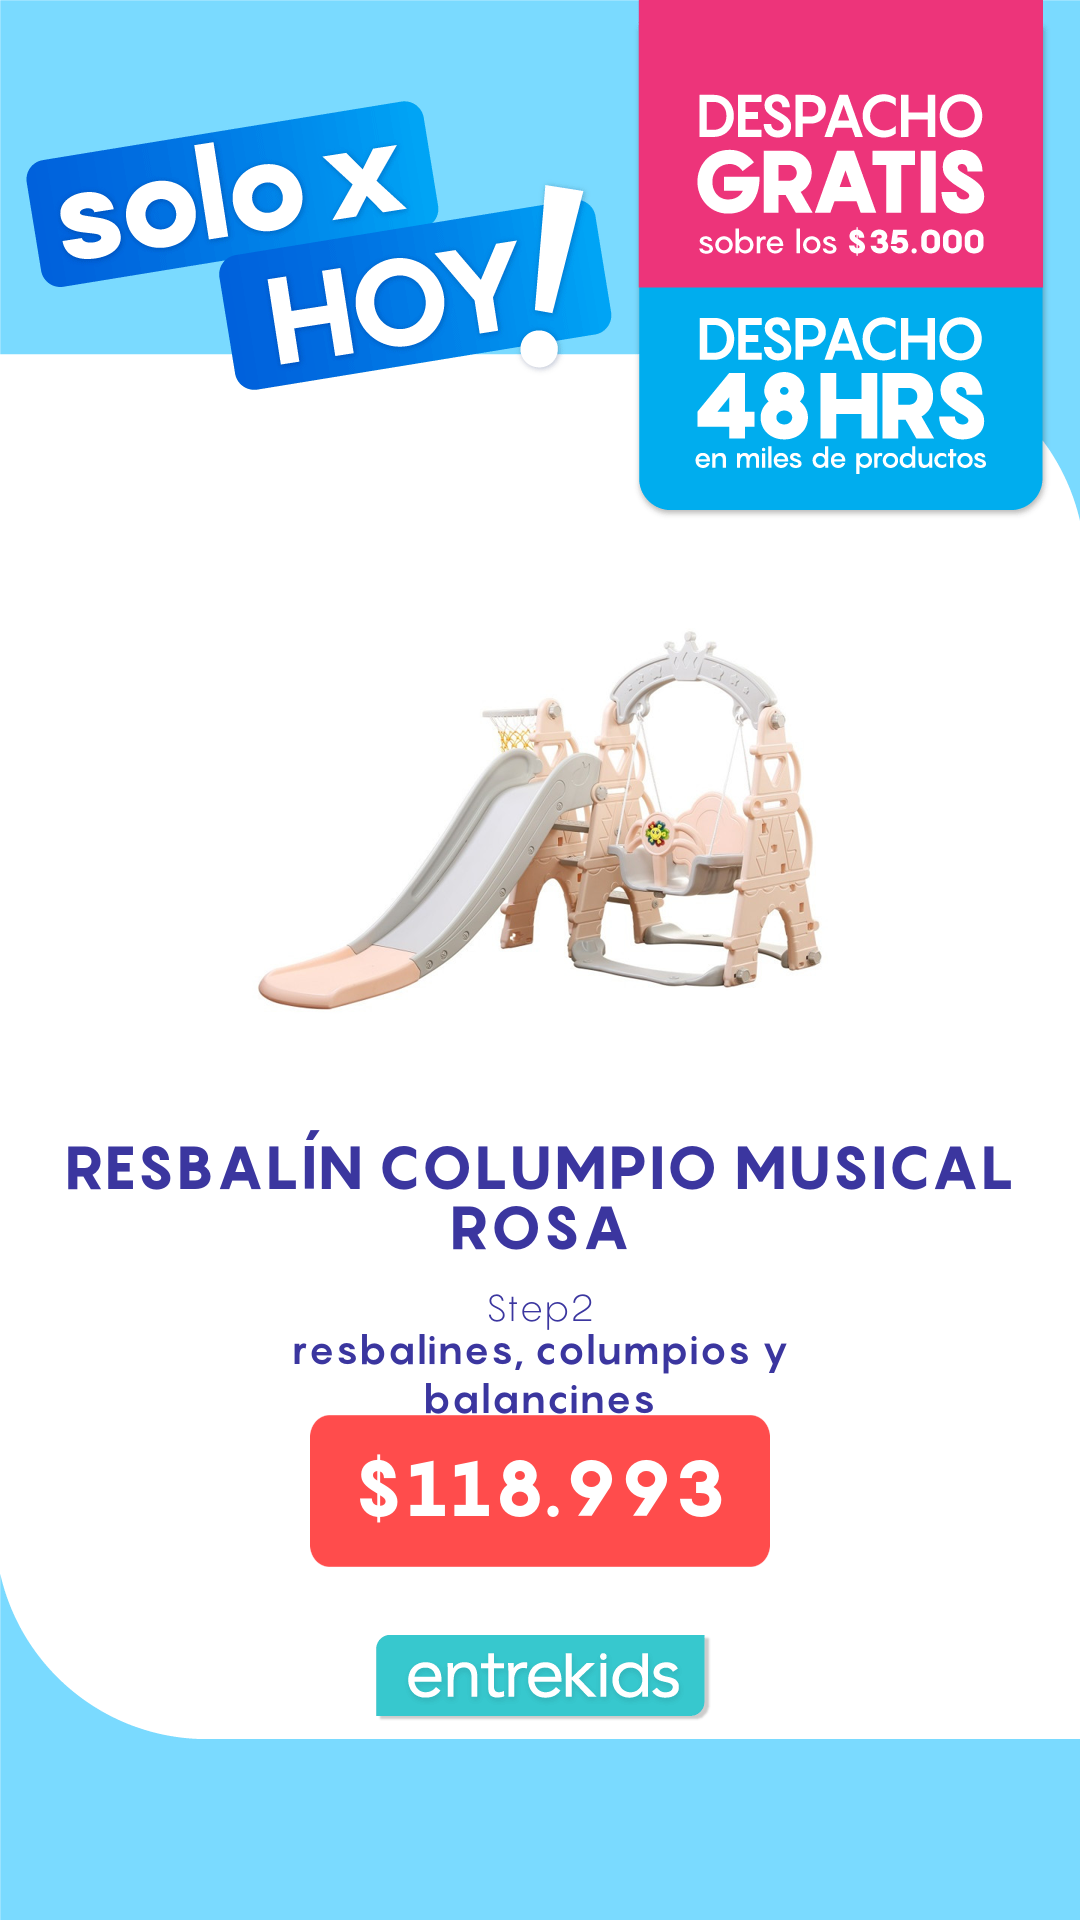 solo x
HOY!
DESPACHO
GRATIS
sobre los $35.000
DESPACHO
48HRS
en miles de productos
RESBALÍN COLUMPIO MUSICAL
ROSA
Step2
resbalines, columpios y
balancines
$118.993
entrekids